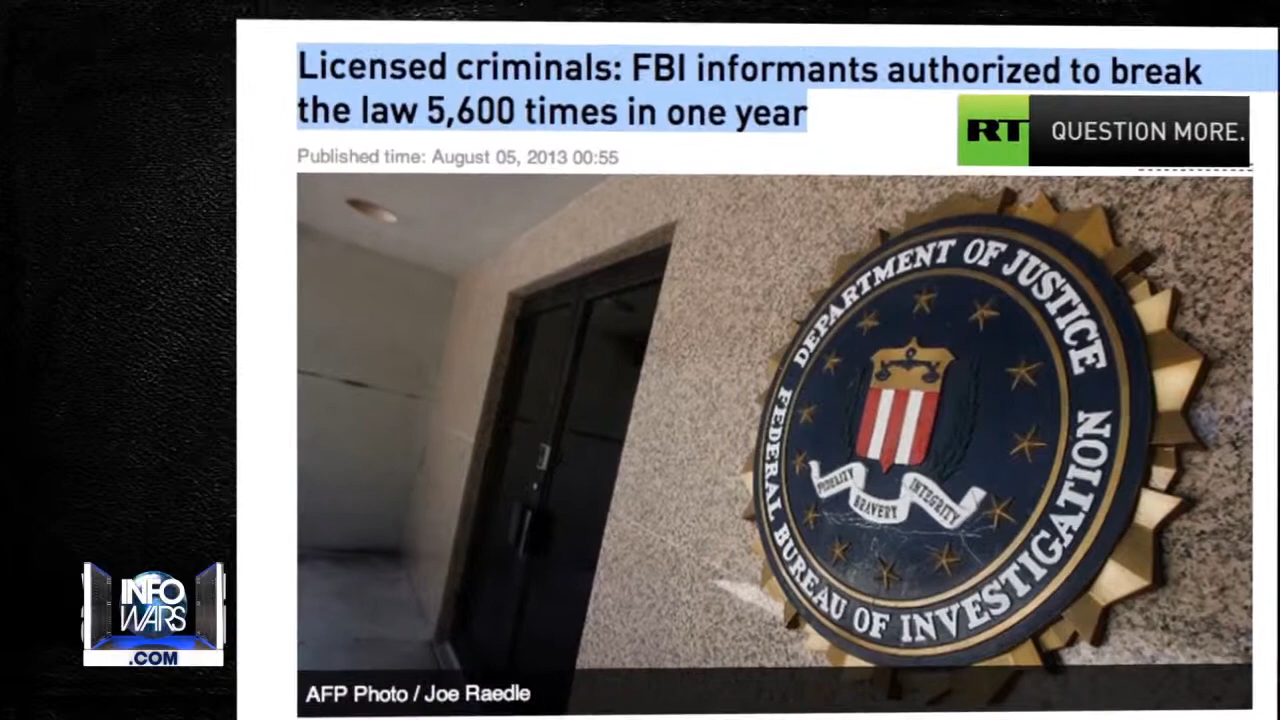 Licensed criminals: FBI informants authorized to break
the law 5,600 times in one year
RT QUESTION MORE.
Published time: August 05, 2013 00:55
DEPARTMENT OF JUSTICE
FEDERAL BUREAU OF INVESTIGATION
FIDELITY
BRAVERY
INTEGRITY
INFO
WARS
.COM
AFP Photo / Joe Raedle